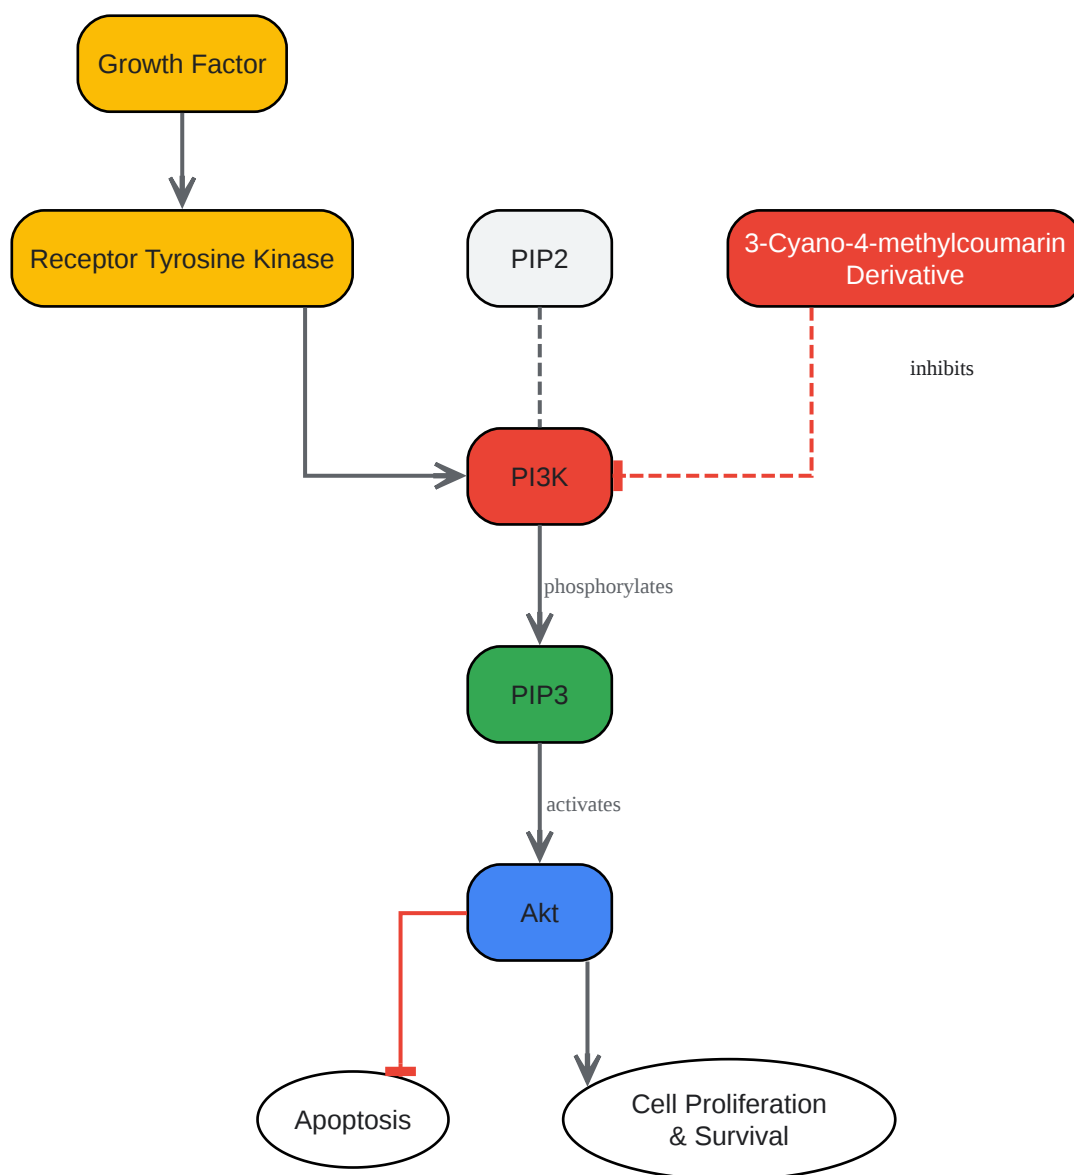 Growth Factor
Receptor Tyrosine Kinase
PIP2
3-Cyano-4-methylcoumarin
Derivative
inhibits
PI3K
phosphorylates
PIP3
activates
Akt
Apoptosis
Cell Proliferation
& Survival